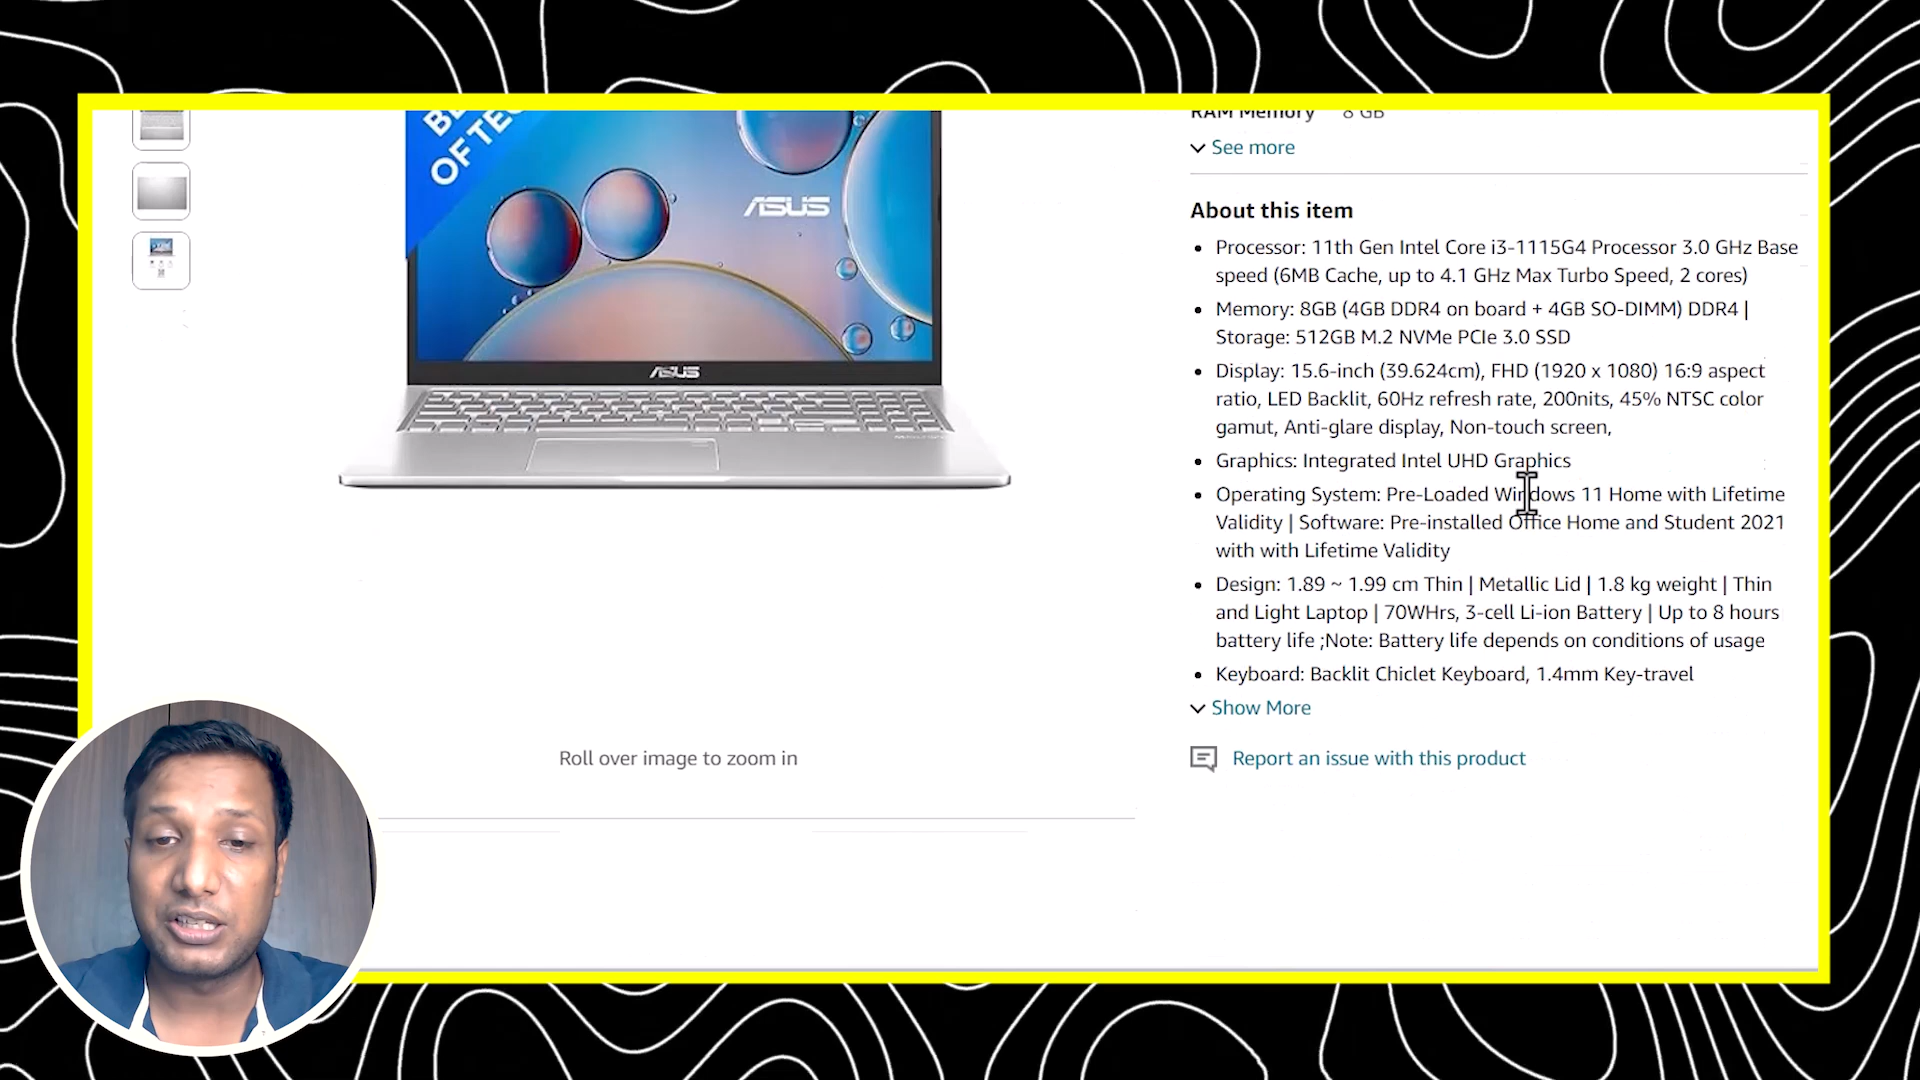 BE
OF TEC
ASUS
ASUS
RAM Memory 8 GB
See more
About this item
Processor: 11th Gen Intel Core i3-1115G4 Processor 3.0 GHz Base
speed (6MB Cache, up to 4.1 GHz Max Turbo Speed, 2 cores)
Memory: 8GB (4GB DDR4 on board + 4GB SO-DIMM) DDR4 |
Storage: 512GB M.2 NVMe PCIe 3.0 SSD
Display: 15.6-inch (39.624cm), FHD (1920 x 1080) 16:9 aspect
ratio, LED Backlit, 60Hz refresh rate, 200nits, 45% NTSC color
gamut, Anti-glare display, Non-touch screen,
Graphics: Integrated Intel UHD Graphics
Operating System: Pre-Loaded Windows 11 Home with Lifetime
Validity | Software: Pre-installed Office Home and Student 2021
with with Lifetime Validity
Design: 1.89 ~ 1.99 cm Thin | Metallic Lid | 1.8 kg weight | Thin
and Light Laptop | 70WHrs, 3-cell Li-ion Battery | Up to 8 hours
battery life ;Note: Battery life depends on conditions of usage
Keyboard: Backlit Chiclet Keyboard, 1.4mm Key-travel
Show More
Report an issue with this product
Roll over image to zoom in